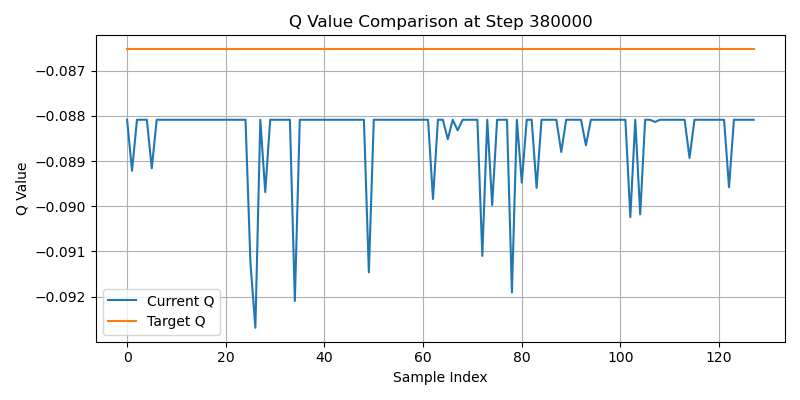 Q Value Comparison at Step 380000
Q Value
−0.087
−0.088
−0.089
−0.090
−0.091
−0.092
Current Q
Target Q
0
20
40
60
80
100
120
Sample Index